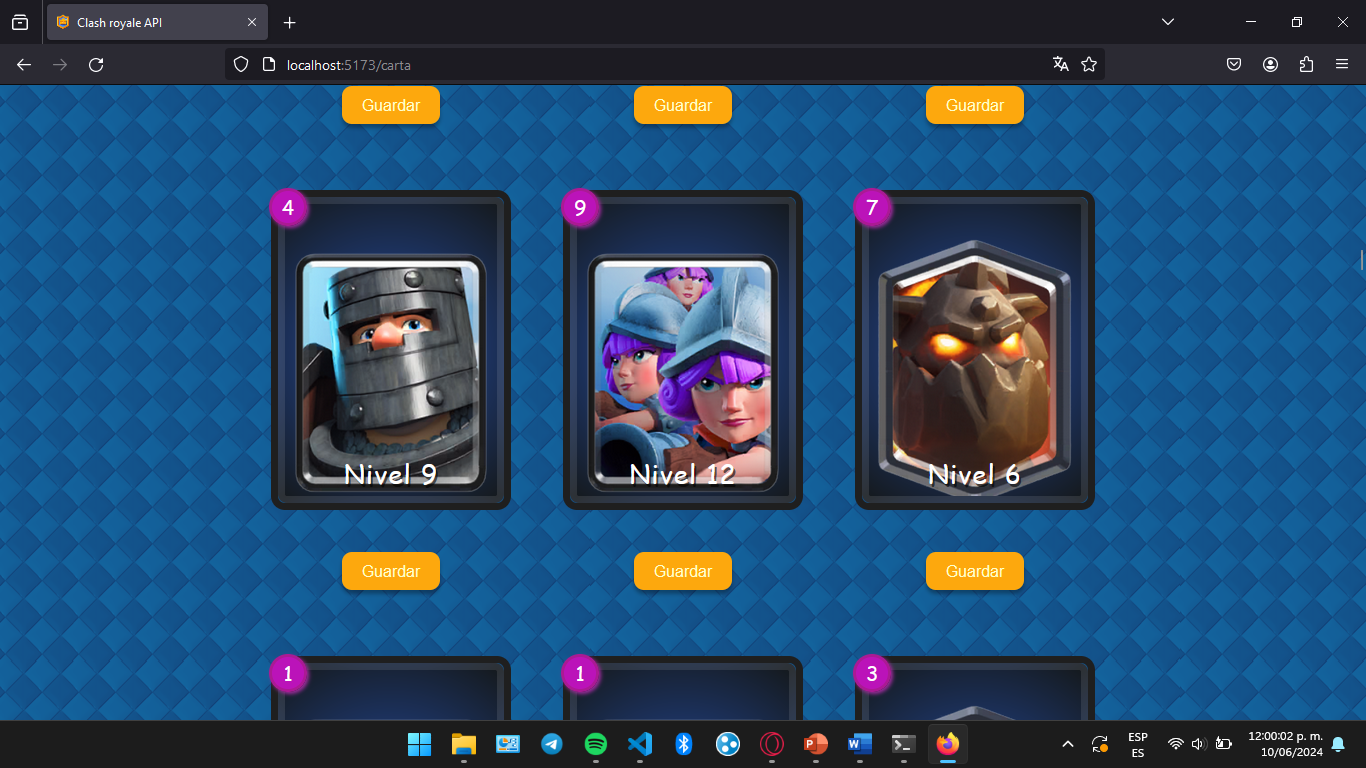 Clash royale API
localhost:5173/carta
Guardar Guardar Guardar
4 9 7
Nivel 9 Nivel 12 Nivel 6
Guardar Guardar Guardar
1 1 3
ESP
ES
12:00:02 p. m.
10/06/2024